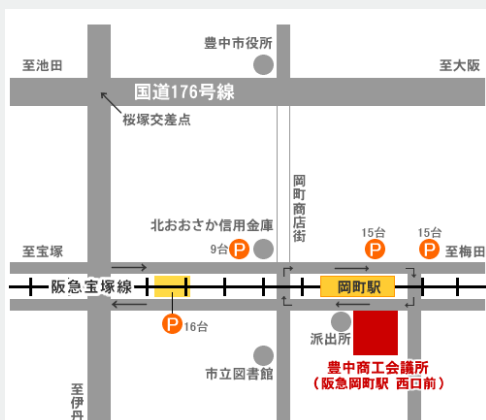 豊中市役所
至池田
至大阪
国道176号線
桜塚交差点
岡町商店街
北おおさか信用金庫
9台 P
15台
P
15台
P
至宝塚
至梅田
阪急宝塚線
岡町駅
P 16台
派出所
市立図書館
豊中商工会議所
(阪急岡町駅 西口前)
至伊丹